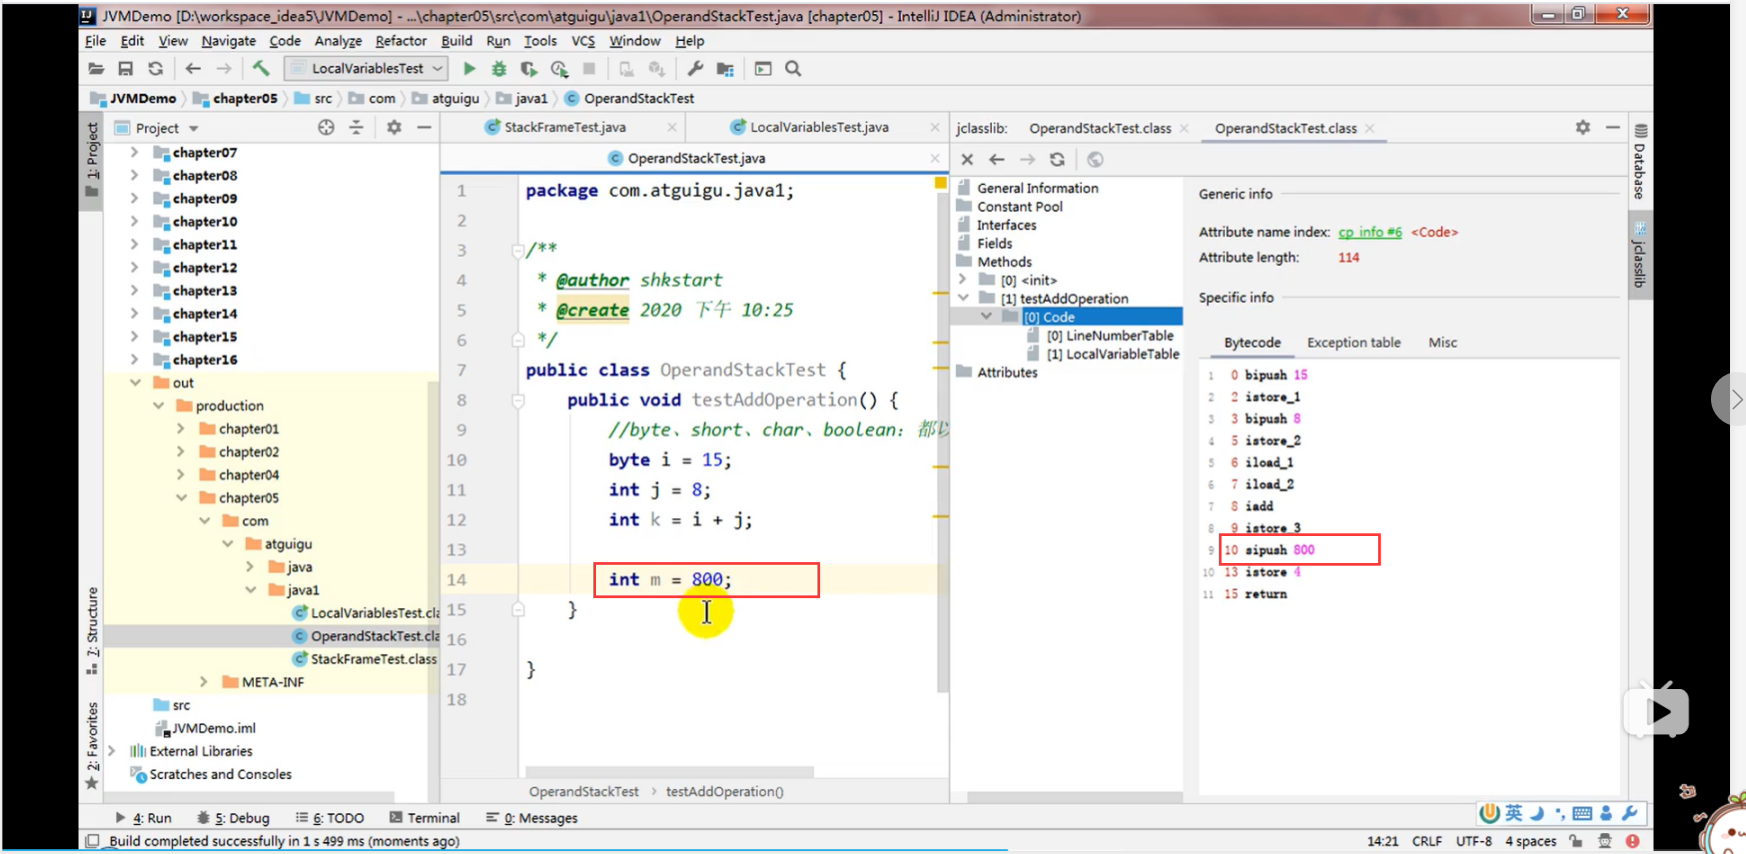 JVMDemo [D:\workspace_idea5\JVMDemo] - ...\chapter05\src\com\atguigu\java1\OperandStackTest.java [chapter05] - IntelliJ IDEA (Administrator)
File Edit View Navigate Code Analyze Refactor Build Run Tools VCS Window Help
LocalVariablesTest
JVMDemo chapter05 src com atguigu java1 OperandStackTest
1: Project
7: Structure
2: Favorites
Project
chapter07
chapter08
chapter09
chapter10
chapter11
chapter12
chapter13
chapter14
chapter15
chapter16
out
production
chapter01
chapter02
chapter04
chapter05
com
atguigu
java
java1
LocalVariablesTest.cla
OperandStackTest.cla
StackFrameTest.class
META-INF
src
JVMDemo.iml
External Libraries
Scratches and Consoles
StackFrameTest.java LocalVariablesTest.java
OperandStackTest.java
1 package com.atguigu.java1;
2
3 /**
4 * @author shkstart
5 * @create 2020 下午 10:25
6 */
7 public class OperandStackTest {
8 public void testAddOperation() {
9 //byte、short、char、boolean：都以
10 byte i = 15;
11 int j = 8;
12 int k = i + j;
13
14 int m = 800;
15 }
16
17 }
18
OperandStackTest > testAddOperation()
jclasslib: OperandStackTest.class OperandStackTest.class
General Information
Constant Pool
Interfaces
Fields
Methods
[0] <init>
[1] testAddOperation
[0] Code
[0] LineNumberTable
[1] LocalVariableTable
Attributes
Generic info
Attribute name index: cp_info #6 <Code>
Attribute length: 114
Specific info
Bytecode Exception table Misc
1 0 bipush 15
2 2 istore_1
3 3 bipush 8
4 5 istore_2
5 6 iload_1
6 7 iload_2
7 8 iadd
8 9 istore_3
9 10 sipush 800
10 13 istore 4
11 15 return
Database
jclasslib
4: Run 5: Debug 6: TODO Terminal 0: Messages
英
Build completed successfully in 1 s 499 ms (moments ago)
14:21 CRLF UTF-8 4 spaces